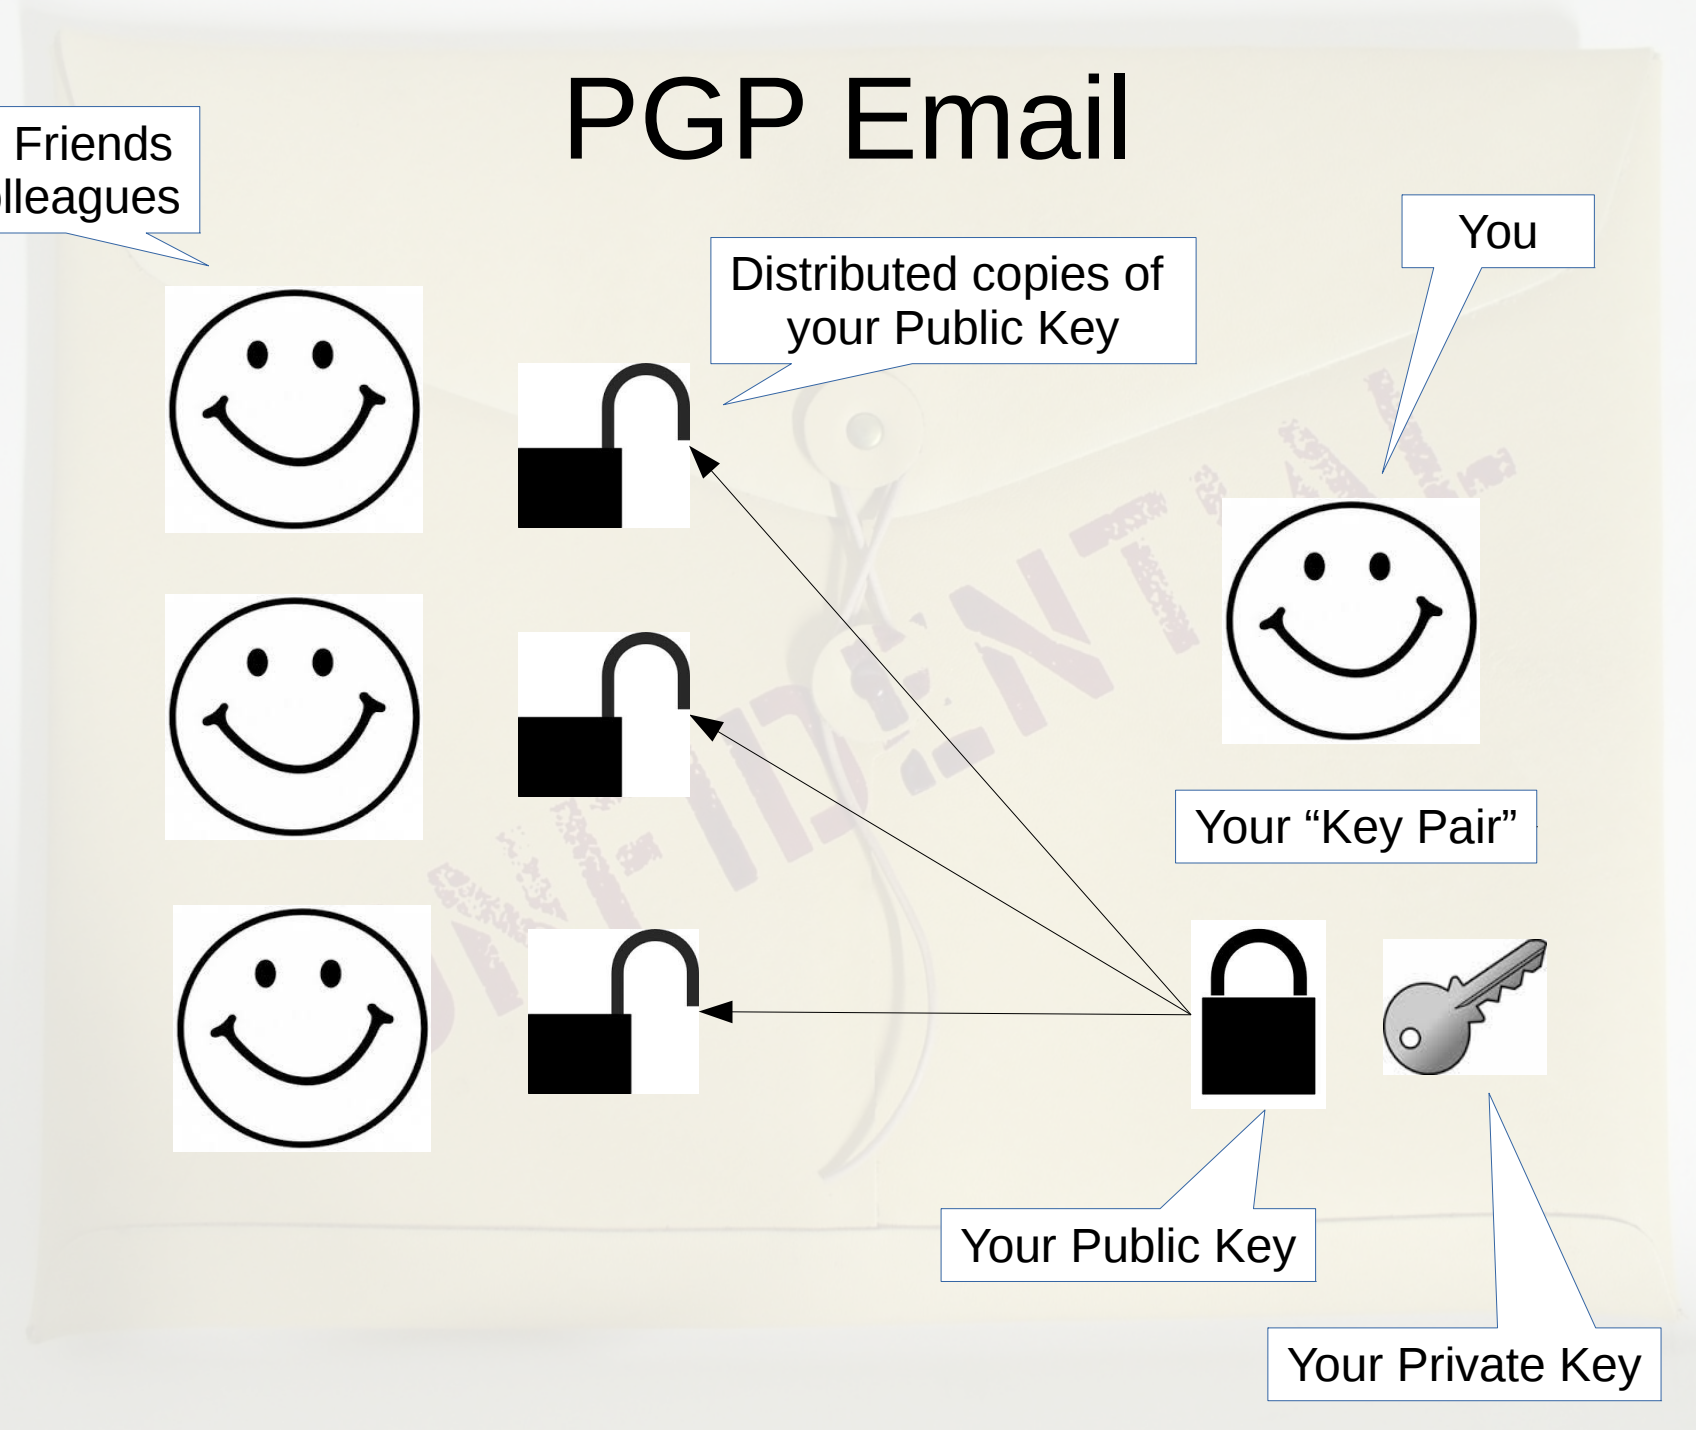 PGP Email
Friends
lleagues
You
Distributed copies of
your Public Key
Your “Key Pair”
Your Public Key
Your Private Key